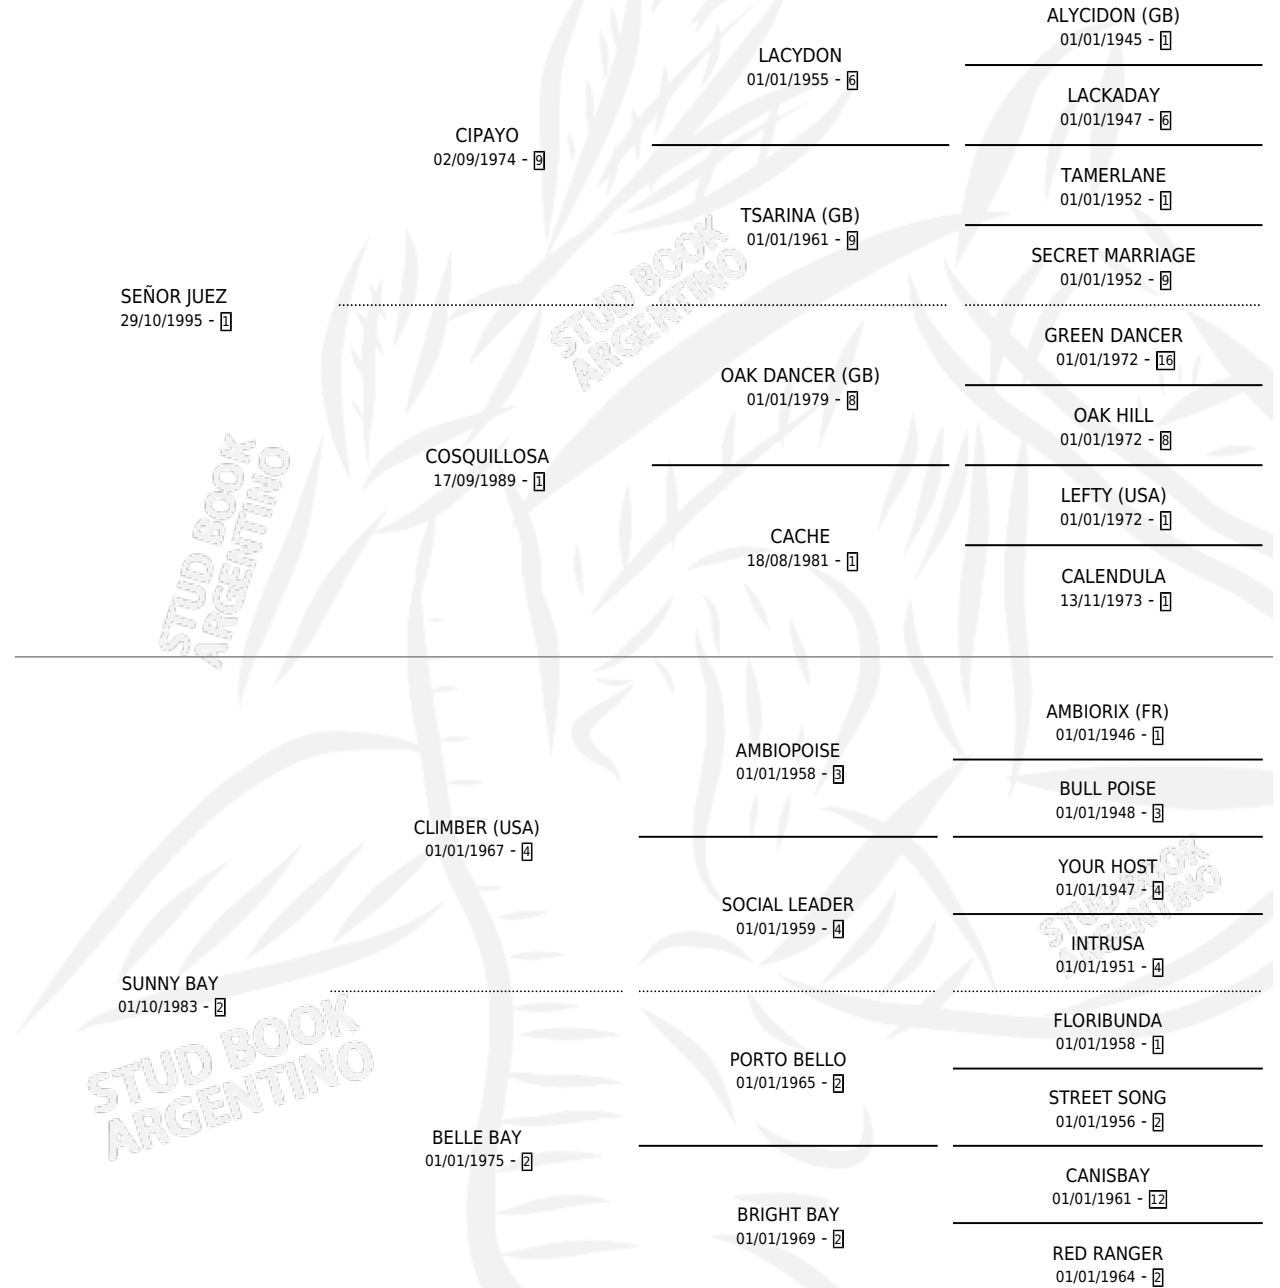 ALYCIDON (GB)
01/01/1945 - 1
LACYDON
01/01/1955 - 6
LACKADAY
01/01/1947 - 6
CIPAYO
02/09/1974 - 9
TAMERLANE
01/01/1952 - 1
TSARINA (GB)
01/01/1961 - 9
SECRET MARRIAGE
01/01/1952 - 9
SEÑOR JUEZ
29/10/1995 - 1
GREEN DANCER
01/01/1972 - 16
OAK DANCER (GB)
01/01/1979 - 8
OAK HILL
01/01/1972 - 8
COSQUILLOSA
17/09/1989 - 1
LEFTY (USA)
01/01/1972 - 1
CACHE
18/08/1981 - 1
CALENDULA
13/11/1973 - 1
STUD BOOK
ARGENTINO
STUD BOOK
ARGENTINO
AMBIORIX (FR)
01/01/1946 - 1
AMBIOPOISE
01/01/1958 - 3
BULL POISE
01/01/1948 - 3
CLIMBER (USA)
01/01/1967 - 4
YOUR HOST
01/01/1947 - 4
SOCIAL LEADER
01/01/1959 - 4
INTRUSA
01/01/1951 - 4
SUNNY BAY
01/10/1983 - 2
FLORIBUNDA
01/01/1958 - 1
PORTO BELLO
01/01/1965 - 2
STREET SONG
01/01/1956 - 2
BELLE BAY
01/01/1975 - 2
CANISBAY
01/01/1961 - 12
BRIGHT BAY
01/01/1969 - 2
RED RANGER
01/01/1964 - 2
STUD BOOK
ARGENTINO
STUD BOOK
ARGENTINO